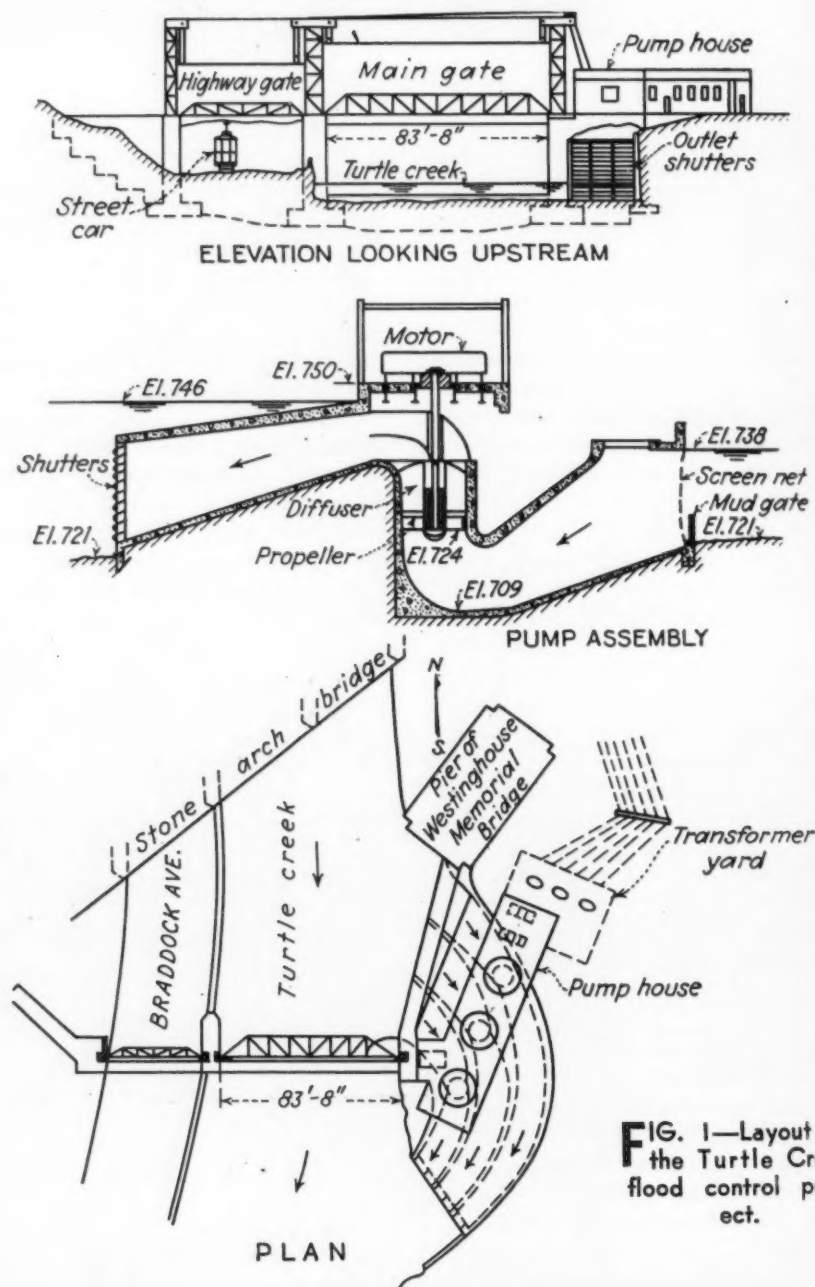 Pump house
Highway gate
Main gate
83'-8"
Turtle creek
Outlet
shutters
Street
car
ELEVATION LOOKING UPSTREAM
Motor
El.750
El.746
El.738
Shutters
Screen net
Mud gate
Diffuser
El.721
El.721
Propeller
El.724
El.709
PUMP ASSEMBLY
N
S
Stone arch bridge
Pier of
Westinghouse
Memorial
Bridge
Transformer
yard
BRADDOCK AVE.
Turtle creek
Pump house
83'-8"
FIG. 1—Layout
the Turtle Cr
flood control p
ect.
PLAN